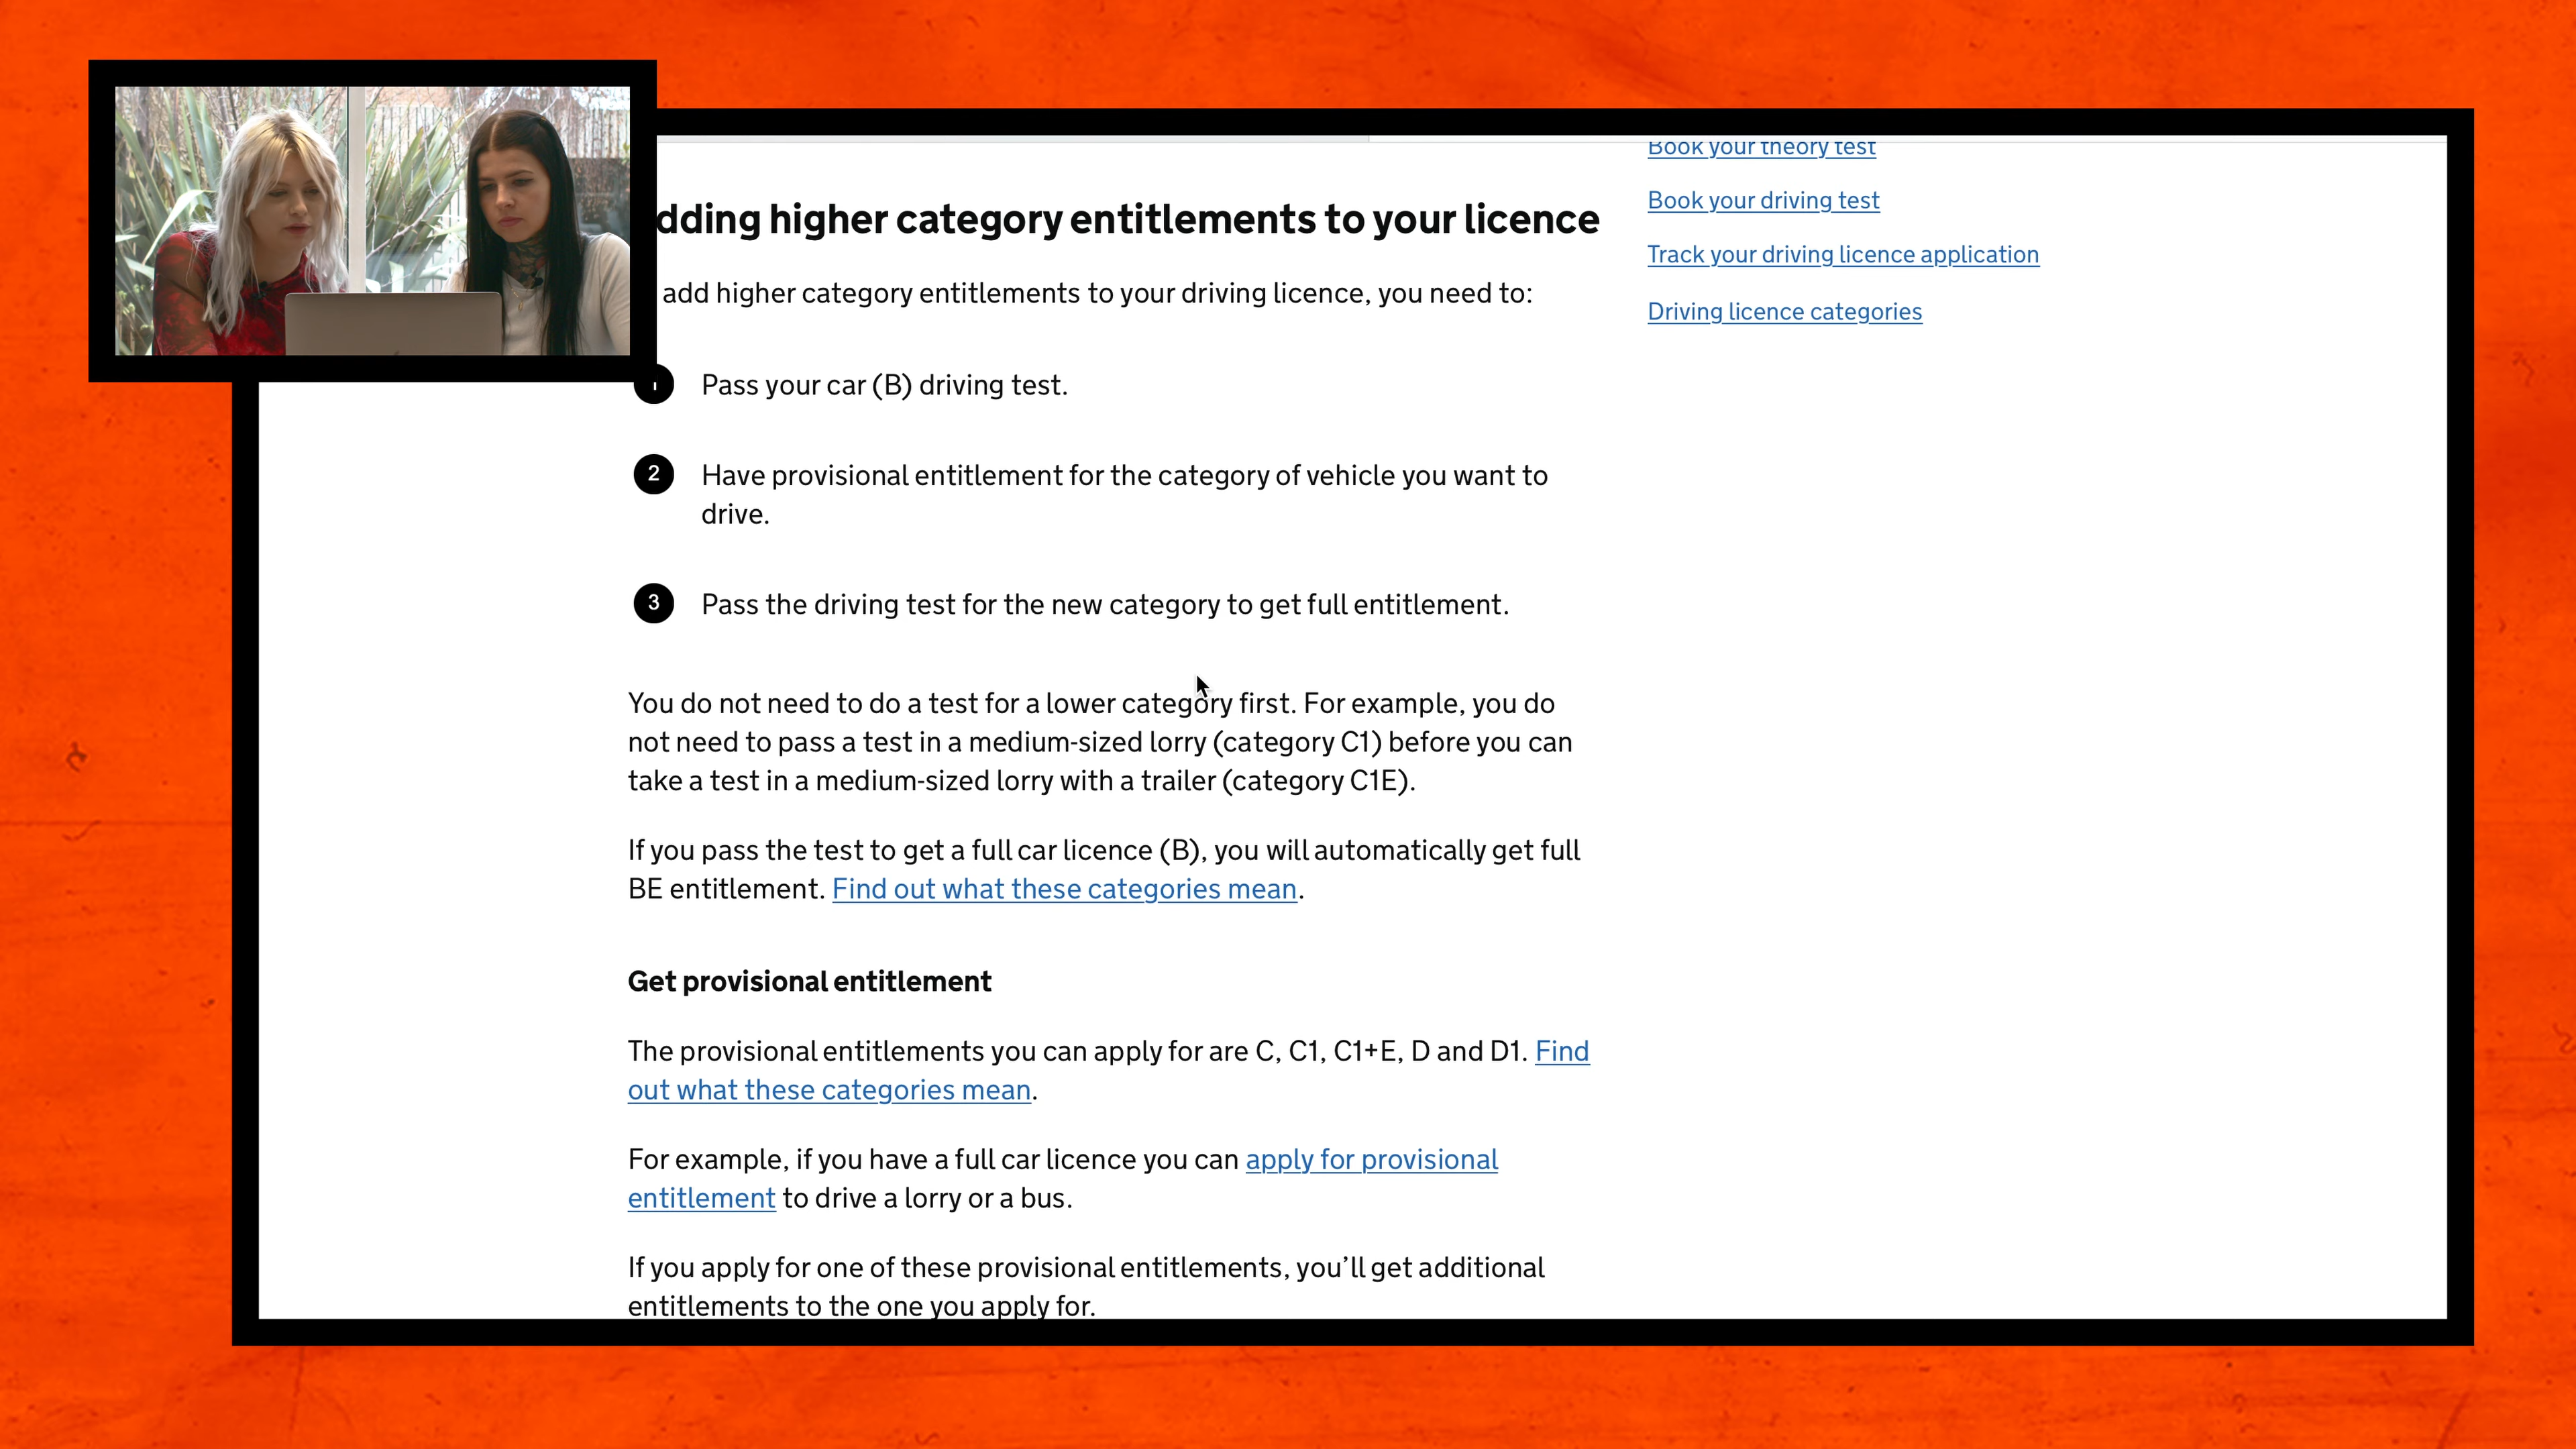 dding higher category entitlements to your licence
add higher category entitlements to your driving licence, you need to:
Pass your car (B) driving test.
2 Have provisional entitlement for the category of vehicle you want to
drive.
3 Pass the driving test for the new category to get full entitlement.
You do not need to do a test for a lower category first. For example, you do
not need to pass a test in a medium-sized lorry (category C1) before you can
take a test in a medium-sized lorry with a trailer (category C1E).
If you pass the test to get a full car licence (B), you will automatically get full
BE entitlement. Find out what these categories mean.
Get provisional entitlement
The provisional entitlements you can apply for are C, C1, C1+E, D and D1. Find
out what these categories mean.
For example, if you have a full car licence you can apply for provisional
entitlement to drive a lorry or a bus.
If you apply for one of these provisional entitlements, you’ll get additional
entitlements to the one you apply for.
Book your theory test
Book your driving test
Track your driving licence application
Driving licence categories